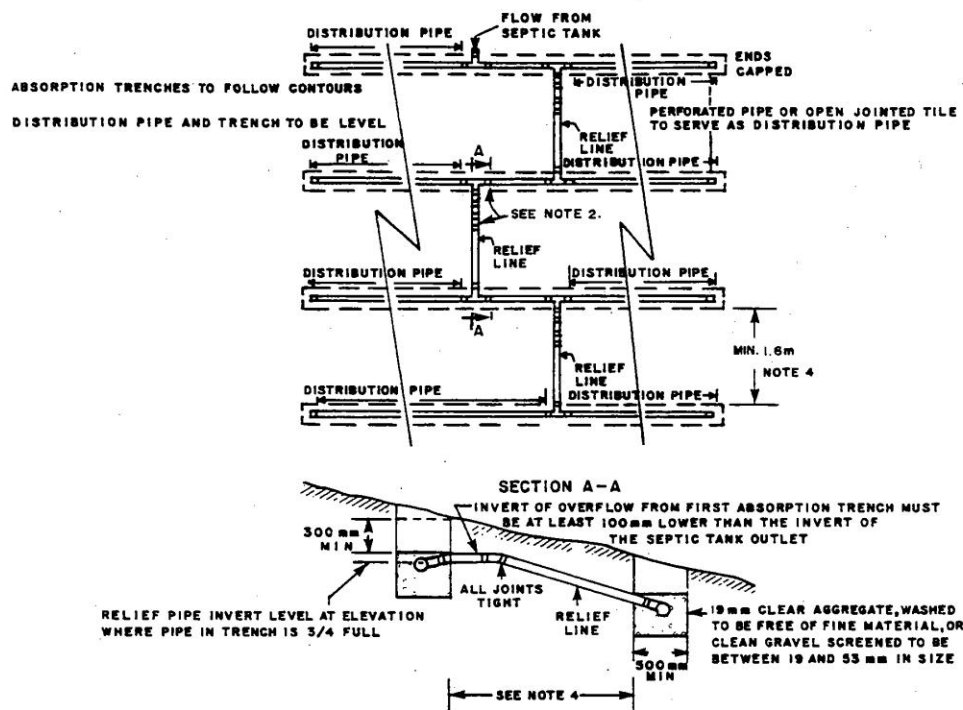 FLOW FROM
SEPTIC TANK
DISTRIBUTION PIPE
ENDS
CAPPED
DISTRIBUTION
PIPE
ABSORPTION TRENCHES TO FOLLOW CONTOURS
PERFORATED PIPE OR OPEN JOINTED TILE
TO SERVE AS DISTRIBUTION PIPE
DISTRIBUTION PIPE AND TRENCH TO BE LEVEL
RELIEF
LINE
DISTRIBUTION
PIPE
A
DISTRIBUTION PIPE
SEE NOTE 2.
RELIEF
LINE
DISTRIBUTION PIPE
DISTRIBUTION PIPE
A
MIN. 1.6m
NOTE 4
RELIEF
LINE
DISTRIBUTION PIPE
DISTRIBUTION PIPE
SECTION A-A
INVERT OF OVERFLOW FROM FIRST ABSORPTION TRENCH MUST
BE AT LEAST 100mm LOWER THAN THE INVERT OF
THE SEPTIC TANK OUTLET
300mm
MIN
ALL JOINTS
TIGHT
RELIEF PIPE INVERT LEVEL AT ELEVATION
WHERE PIPE IN TRENCH IS 3/4 FULL
RELIEF
LINE
19mm CLEAR AGGREGATE, WASHED
TO BE FREE OF FINE MATERIAL, OR
CLEAN GRAVEL SCREENED TO BE
BETWEEN 19 AND 53 mm IN SIZE
500mm
MIN
SEE NOTE 4